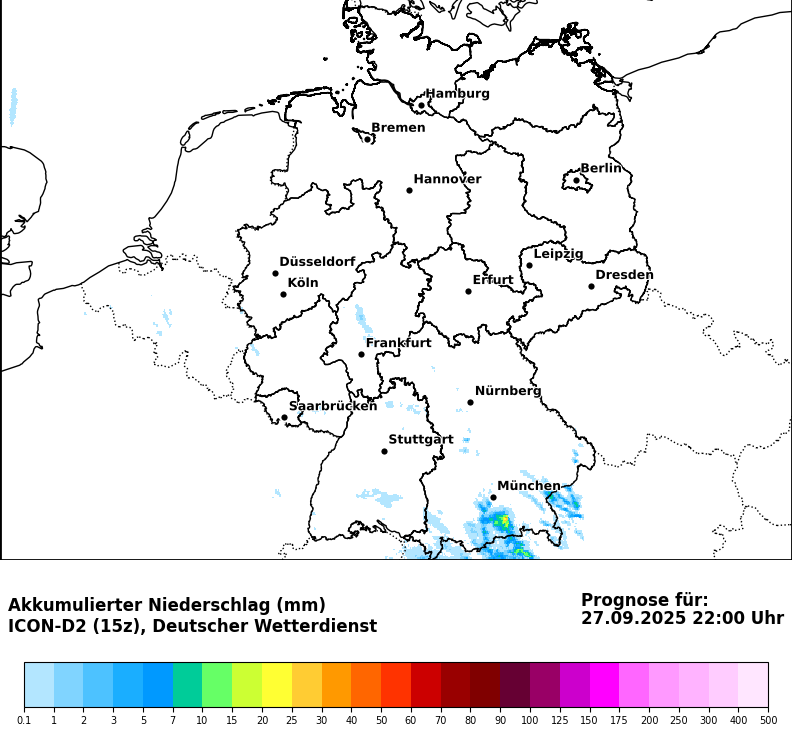 Hamburg
Bremen
Berlin
Hannover
Leipzig
Düsseldorf
Dresden
Köln
Erfurt
Frankfurt
Nürnberg
Saarbrücken
Stuttgart
München
Akkumulierter Niederschlag (mm)
ICON-D2 (15z), Deutscher Wetterdienst
Prognose für:
27.09.2025 22:00 Uhr
0.1 1 2 3 5 7 10 15 20 25 30 40 50 60 70 80 90 100 125 150 175 200 250 300 400 500